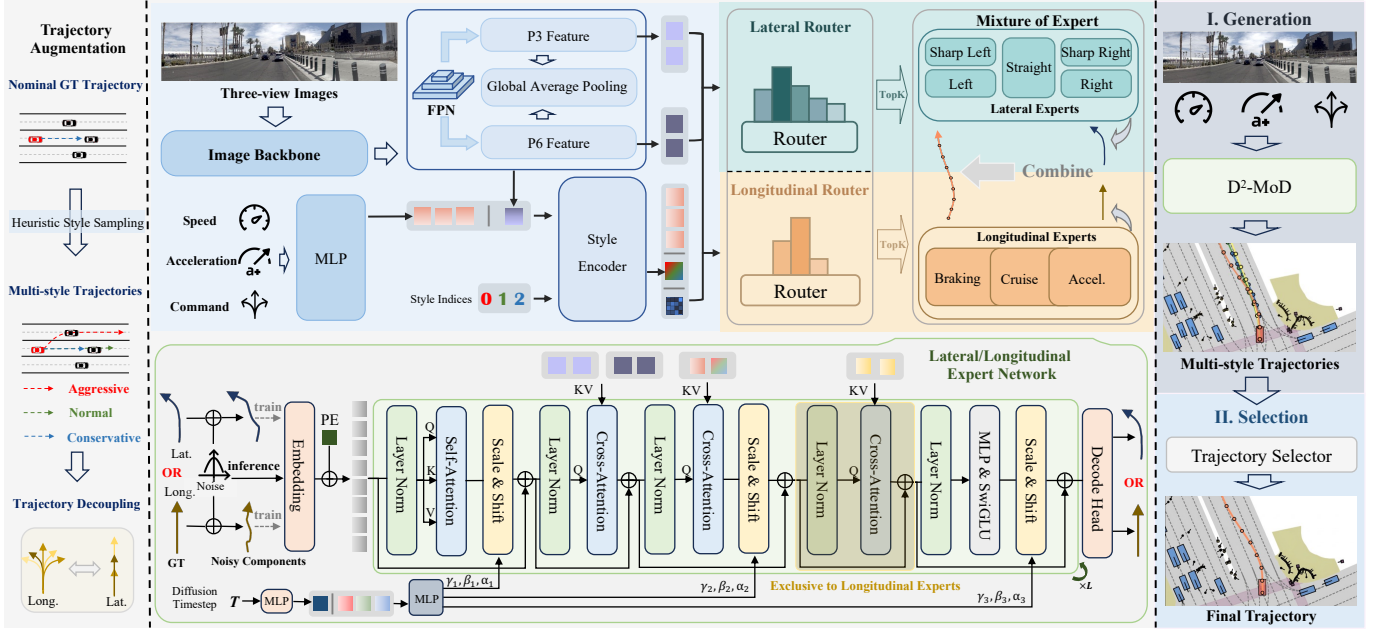 Trajectory
Augmentation
Nominal GT Trajectory
Heuristic Style Sampling
Multi-style Trajectories
Aggressive
Normal
Conservative
Trajectory Decoupling
Long.
Lat.
Three-view Images
Image Backbone
FPN
P3 Feature
Global Average Pooling
P6 Feature
Speed
Acceleration
a+
Command
MLP
Style Indices
0 1 2
Style
Encoder
Lateral Router
Router
TopK
Longitudinal Router
Router
TopK
Mixture of Expert
Sharp Left
Straight
Sharp Right
Left
Right
Lateral Experts
Combine
Longitudinal Experts
Braking
Cruise
Accel.
Lateral/Longitudinal
Expert Network
KV
KV
KV
Lat.
OR
Long.
GT
train
Noise
inference
train
Noisy Components
Embedding
PE
Layer Norm
Q
K
V
Self-Attention
Scale & Shift
Layer Norm
Q
Cross-Attention
Layer Norm
Q
Cross-Attention
Scale & Shift
Layer Norm
Q
Cross-Attention
Layer Norm
MLP & SwiGLU
Scale & Shift
Decode Head
OR
×L
Exclusive to Longitudinal Experts
Diffusion
Timestep
T
MLP
MLP
γ1, β1, α1
γ2, β2, α2
γ3, β3, α3
I. Generation
a+
D²-MoD
Multi-style Trajectories
II. Selection
Trajectory Selector
Final Trajectory